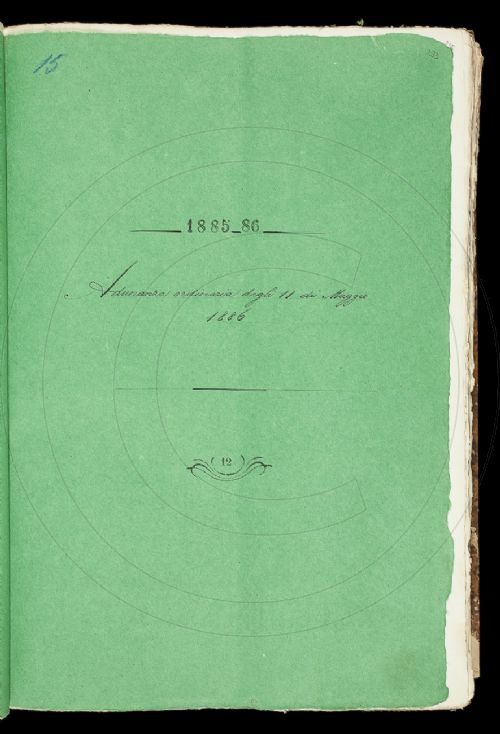 15
1885_86
Adunanza ordinaria degli 11 di Maggio
1886
(12)